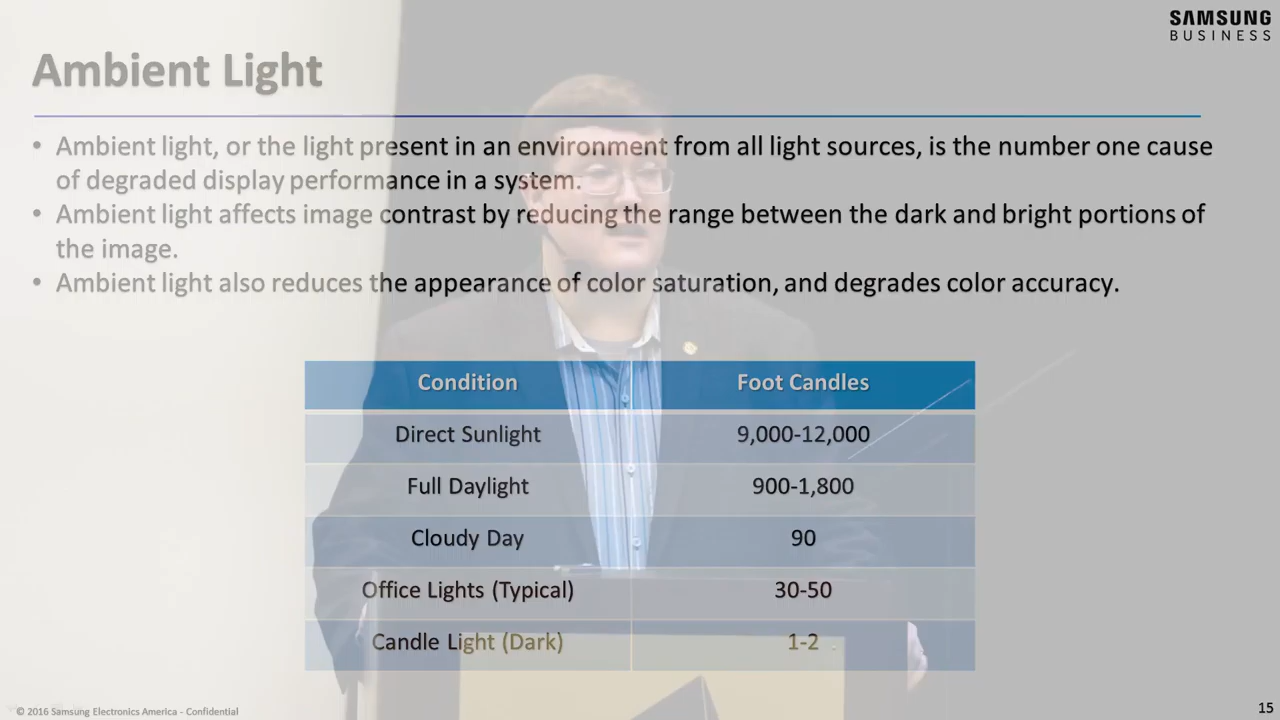 SAMSUNG
BUSINESS
Ambient Light
• Ambient light, or the light present in an environment from all light sources, is the number one cause
of degraded display performance in a system.
• Ambient light affects image contrast by reducing the range between the dark and bright portions of
the image.
• Ambient light also reduces the appearance of color saturation, and degrades color accuracy.
Condition Foot Candles
Direct Sunlight 9,000-12,000
Full Daylight 900-1,800
Cloudy Day 90
Office Lights (Typical) 30-50
Candle Light (Dark) 1-2
© 2016 Samsung Electronics America - Confidential
15